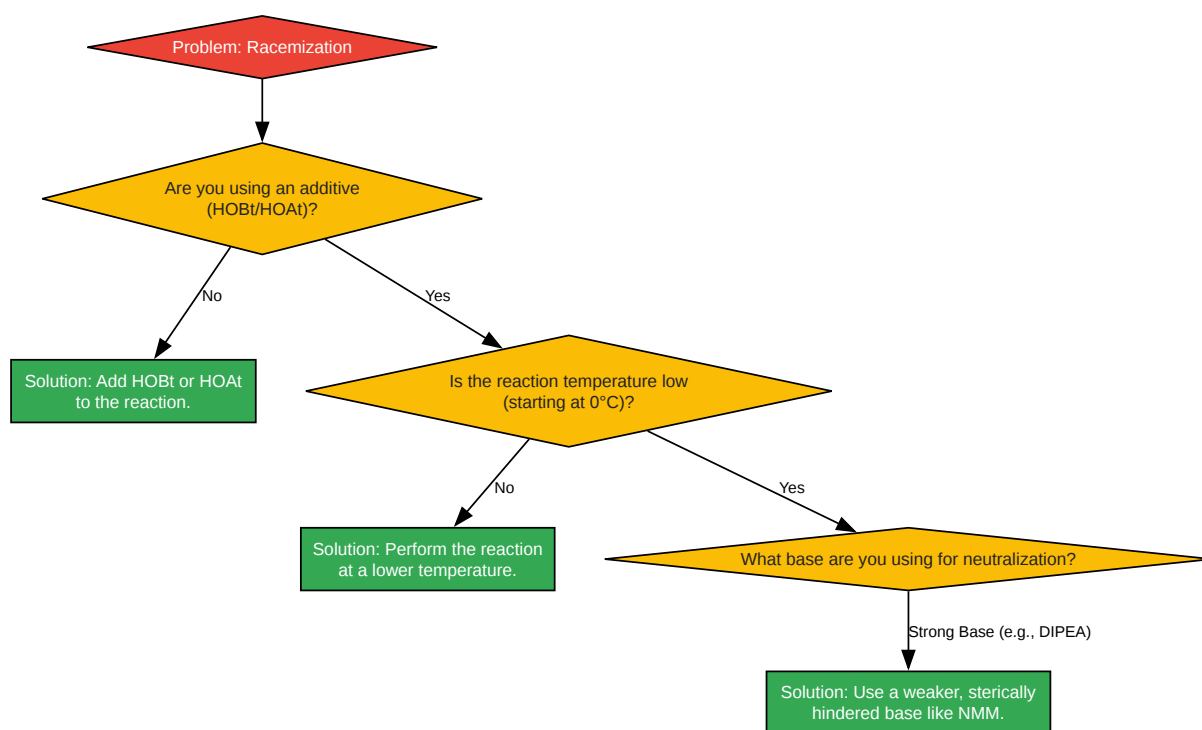 Problem: Racemization
Are you using an additive
(HOBt/HOAt)?
No
Yes
Solution: Add HOBt or HOAt
to the reaction.
Is the reaction temperature low
(starting at 0°C)?
No
Yes
Solution: Perform the reaction
at a lower temperature.
What base are you using for neutralization?
Strong Base (e.g., DIPEA)
Solution: Use a weaker, sterically
hindered base like NMM.